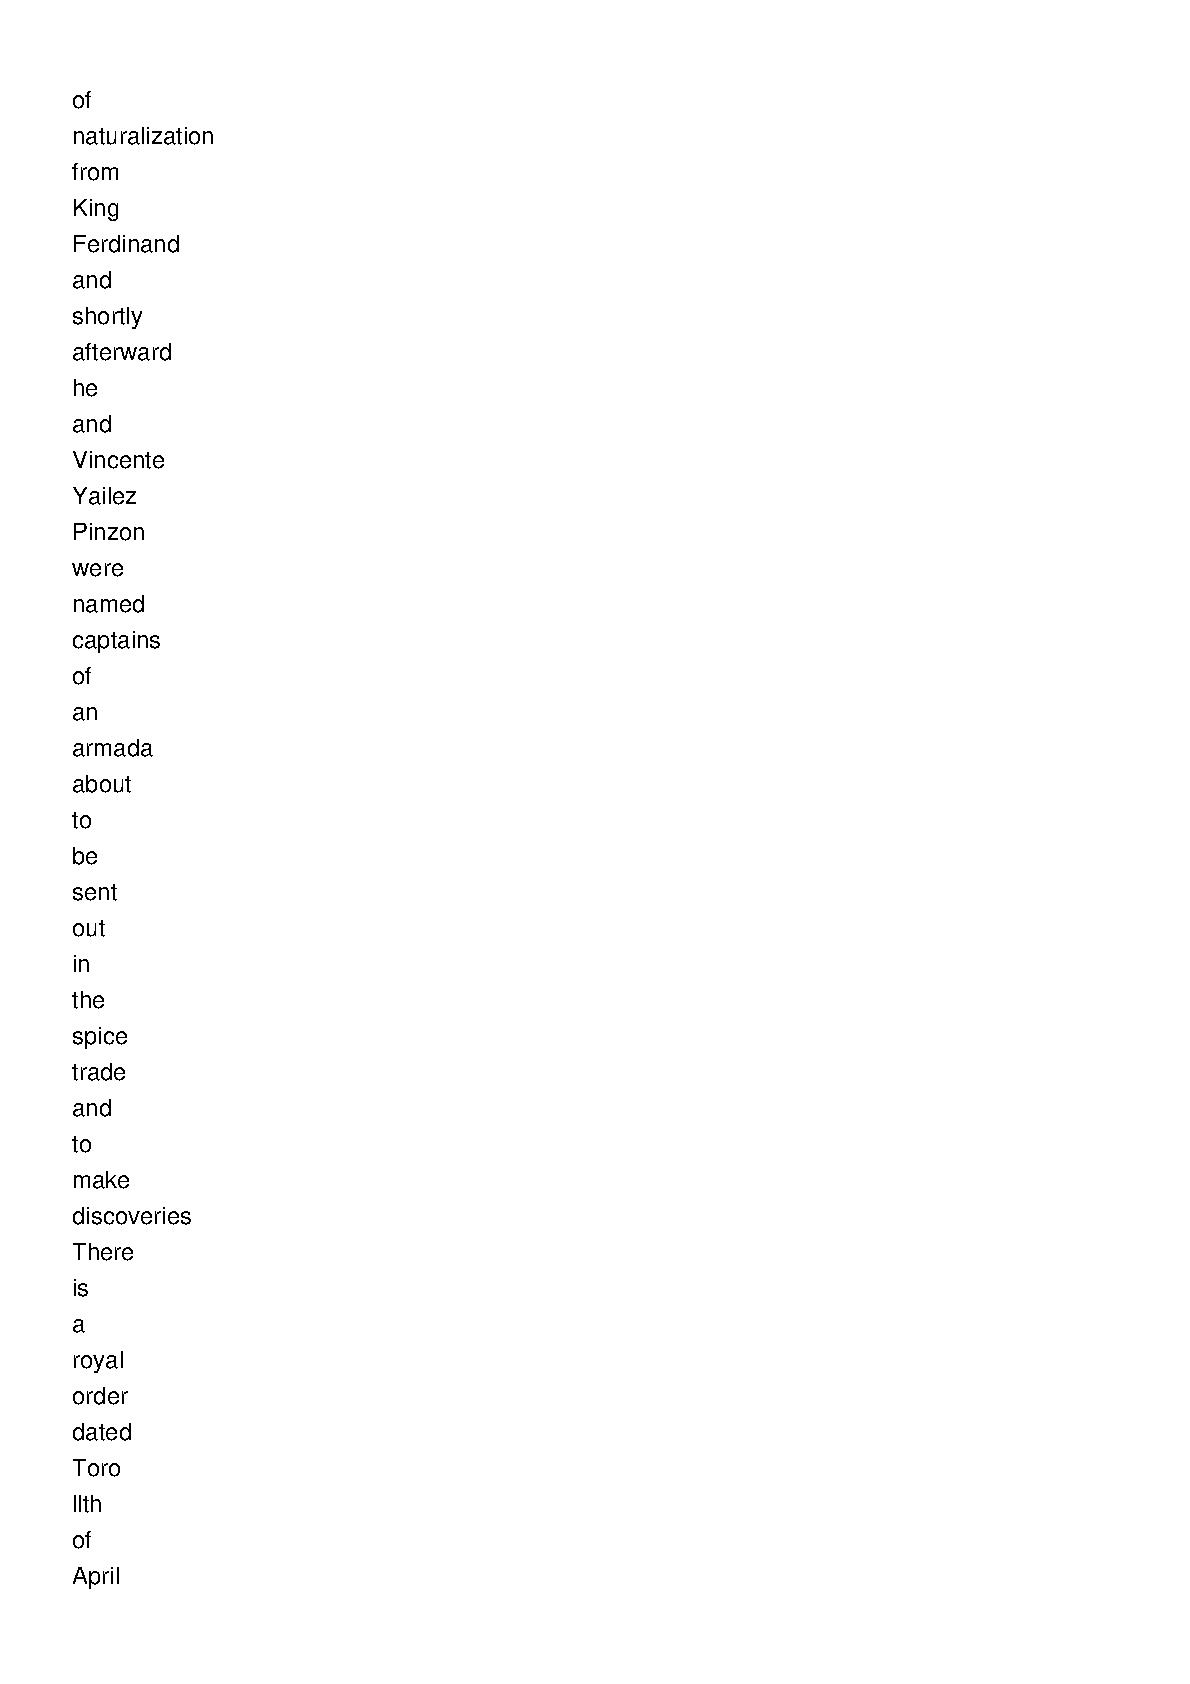 of
naturalization
from
King
Ferdinand
and
shortly
afterward
he
and
Vincente
Yailez
Pinzon
were
named
captains
of
an
armada
about
to
be
sent
out
in
the
spice
trade
and
to
make
discoveries
There
is
a
royal
order
dated
Toro
llth
of
April